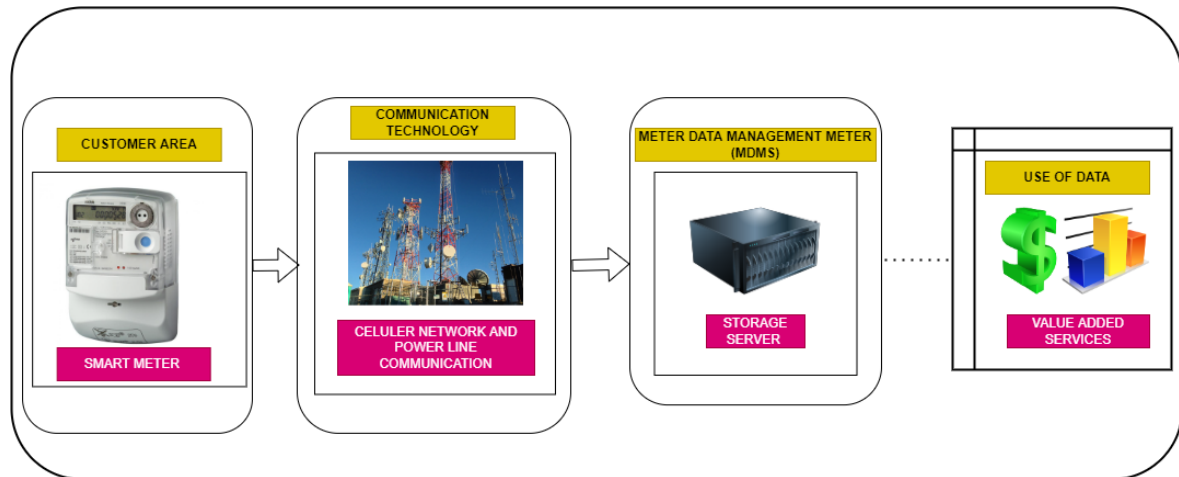 CUSTOMER AREA
SMART METER
COMMUNICATION
TECHNOLOGY
CELULER NETWORK AND
POWER LINE
COMMUNICATION
METER DATA MANAGEMENT METER
(MDMS)
STORAGE
SERVER
USE OF DATA
VALUE ADDED
SERVICES